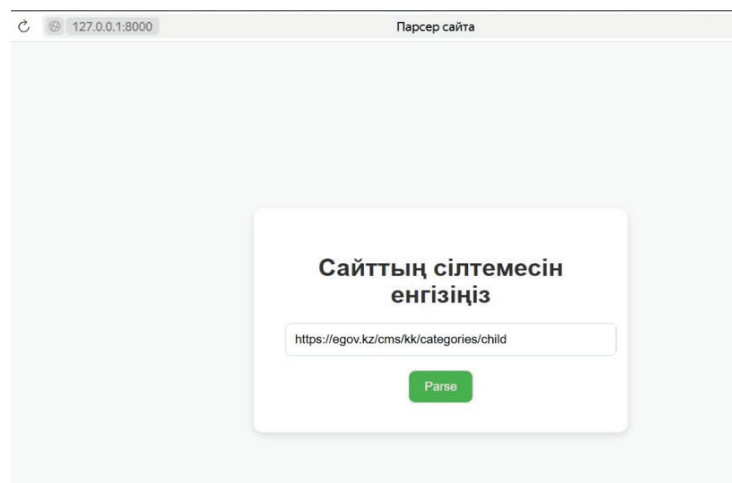 127.0.0.1:8000 Парсер сайта
Сайттың сілтемесін
енгізіңіз
https://egov.kz/cms/kk/categories/child
Parse